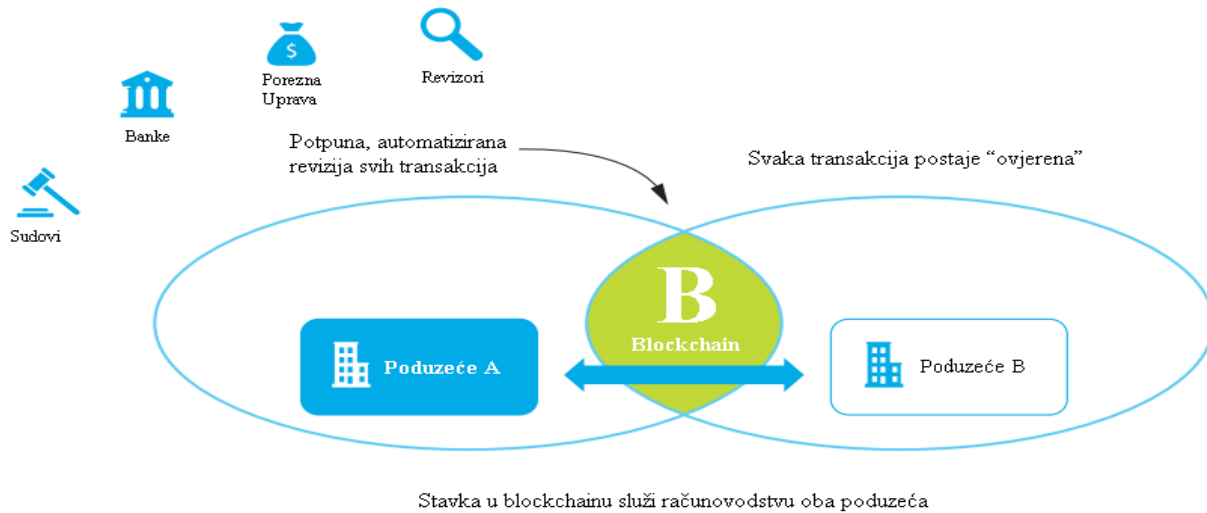 Revizori
Porezna
Uprava
Banke
Sudovi
Potpuna, automatizirana
revizija svih transakcija
Svaka transakcija postaje “ovjerena”
B
Blockchain
Poduzeće A
Poduzeće B
Stavka u blockchainu služi računovodstvu oba poduzeća